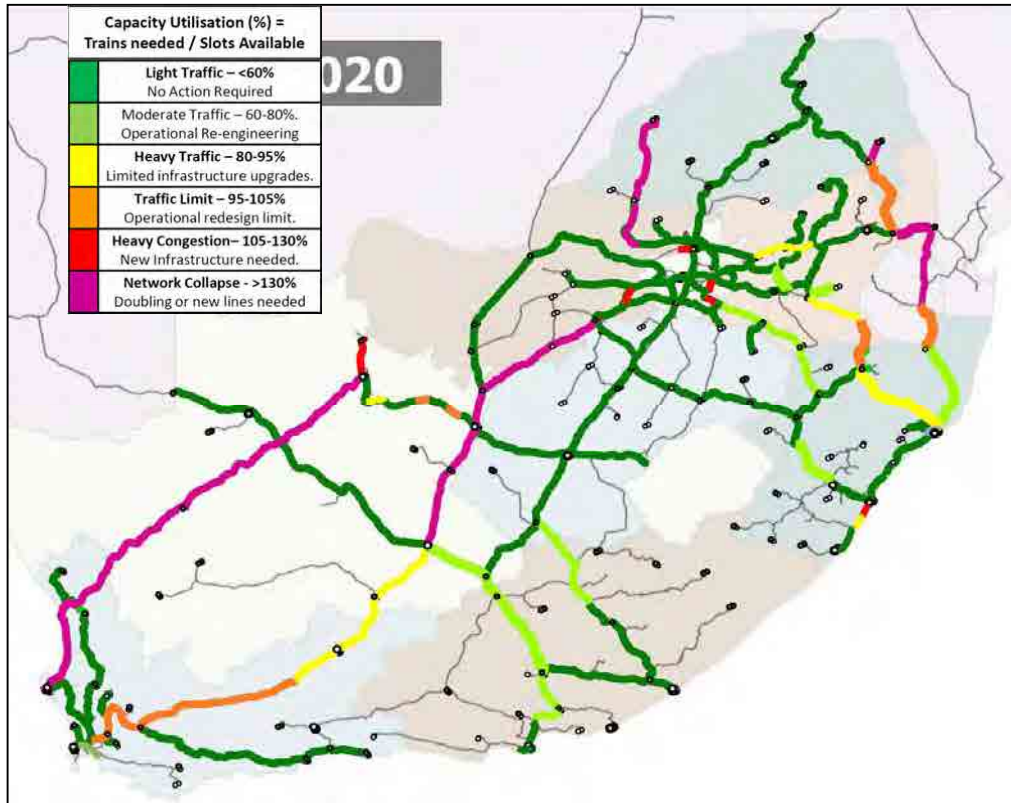 Capacity Utilisation (%) =
Trains needed / Slots Available
020
Light Traffic – <60%
No Action Required
Moderate Traffic – 60-80%.
Operational Re-engineering
Heavy Traffic – 80-95%
Limited infrastructure upgrades.
Traffic Limit – 95-105%
Operational redesign limit.
Heavy Congestion– 105-130%
New Infrastructure needed.
Network Collapse - >130%
Doubling or new lines needed